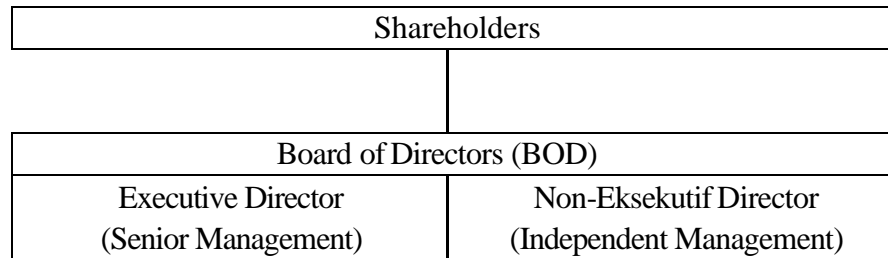 Shareholders
Board of Directors (BOD)
Executive Director
(Senior Management)
Non-Eksekutif Director
(Independent Management)